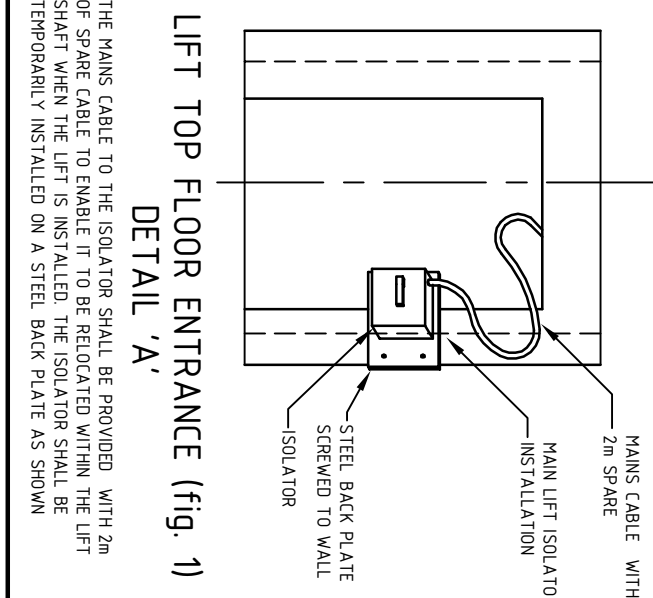 MAINS CABLE WITH
2m SPARE
MAIN LIFT ISOLATO
INSTALLATION
STEEL BACK PLATE
SCREWED TO WALL
ISOLATOR
LIFT TOP FLOOR ENTRANCE (fig. 1)
DETAIL 'A'
THE MAINS CABLE TO THE ISOLATOR SHALL BE PROVIDED WITH 2m
OF SPARE CABLE TO ENABLE IT TO BE RELOCATED WITHIN THE LIFT
SHAFT WHEN THE LIFT IS INSTALLED. THE ISOLATOR SHALL BE
TEMPORARILY INSTALLED ON A STEEL BACK PLATE AS SHOWN